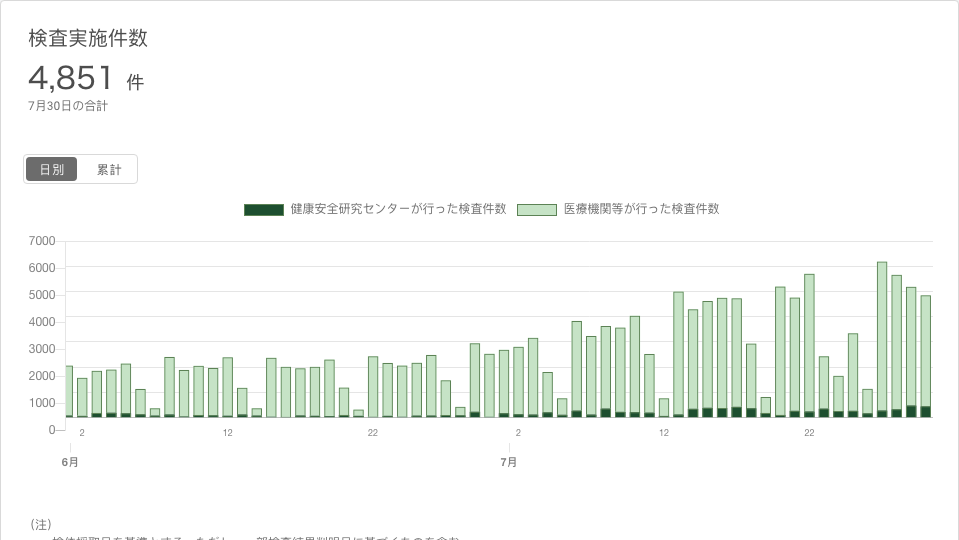 検査実施件数
4,851 件
7月30日の合計
日別 累計
健康安全研究センターが行った検査件数 医療機関等が行った検査件数
7000
6000
5000
4000
3000
2000
1000
0
2 12 22 2 12 22
6月 7月
(注)